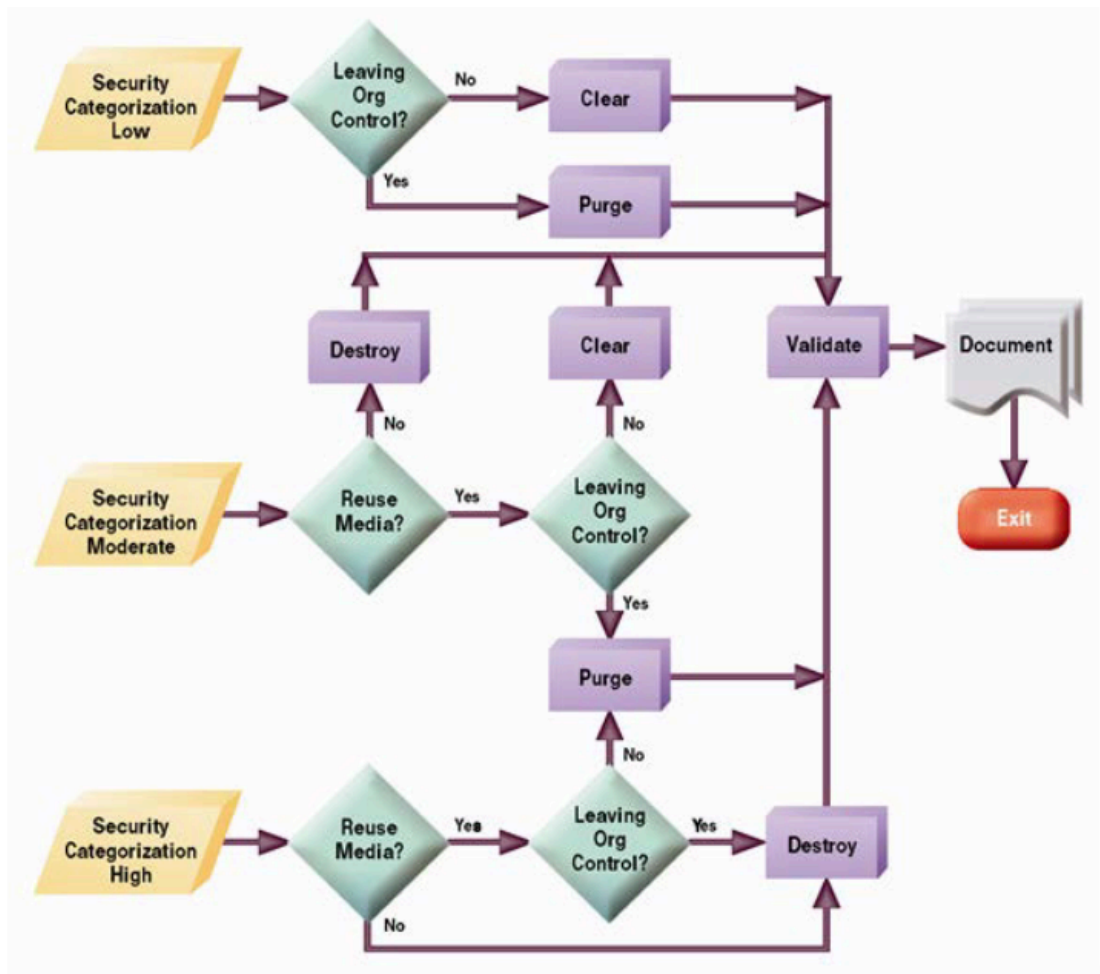 Security
Categorization
Low
Leaving
Org
Control?
No
Clear
Yes
Purge
Destroy
Clear
Validate
Document
No
No
Security
Categorization
Moderate
Reuse
Media?
Yes
Leaving
Org
Control?
Exit
Yes
Purge
No
Security
Categorization
High
Reuse
Media?
Yes
Leaving
Org
Control?
Yes
Destroy
No